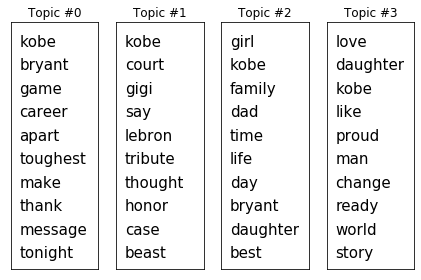 Topic #0
kobe
bryant
game
career
apart
toughest
make
thank
message
tonight
Topic #1
kobe
court
gigi
say
lebron
tribute
thought
honor
case
beast
Topic #2
girl
kobe
family
dad
time
life
day
bryant
daughter
best
Topic #3
love
daughter
kobe
like
proud
man
change
ready
world
story